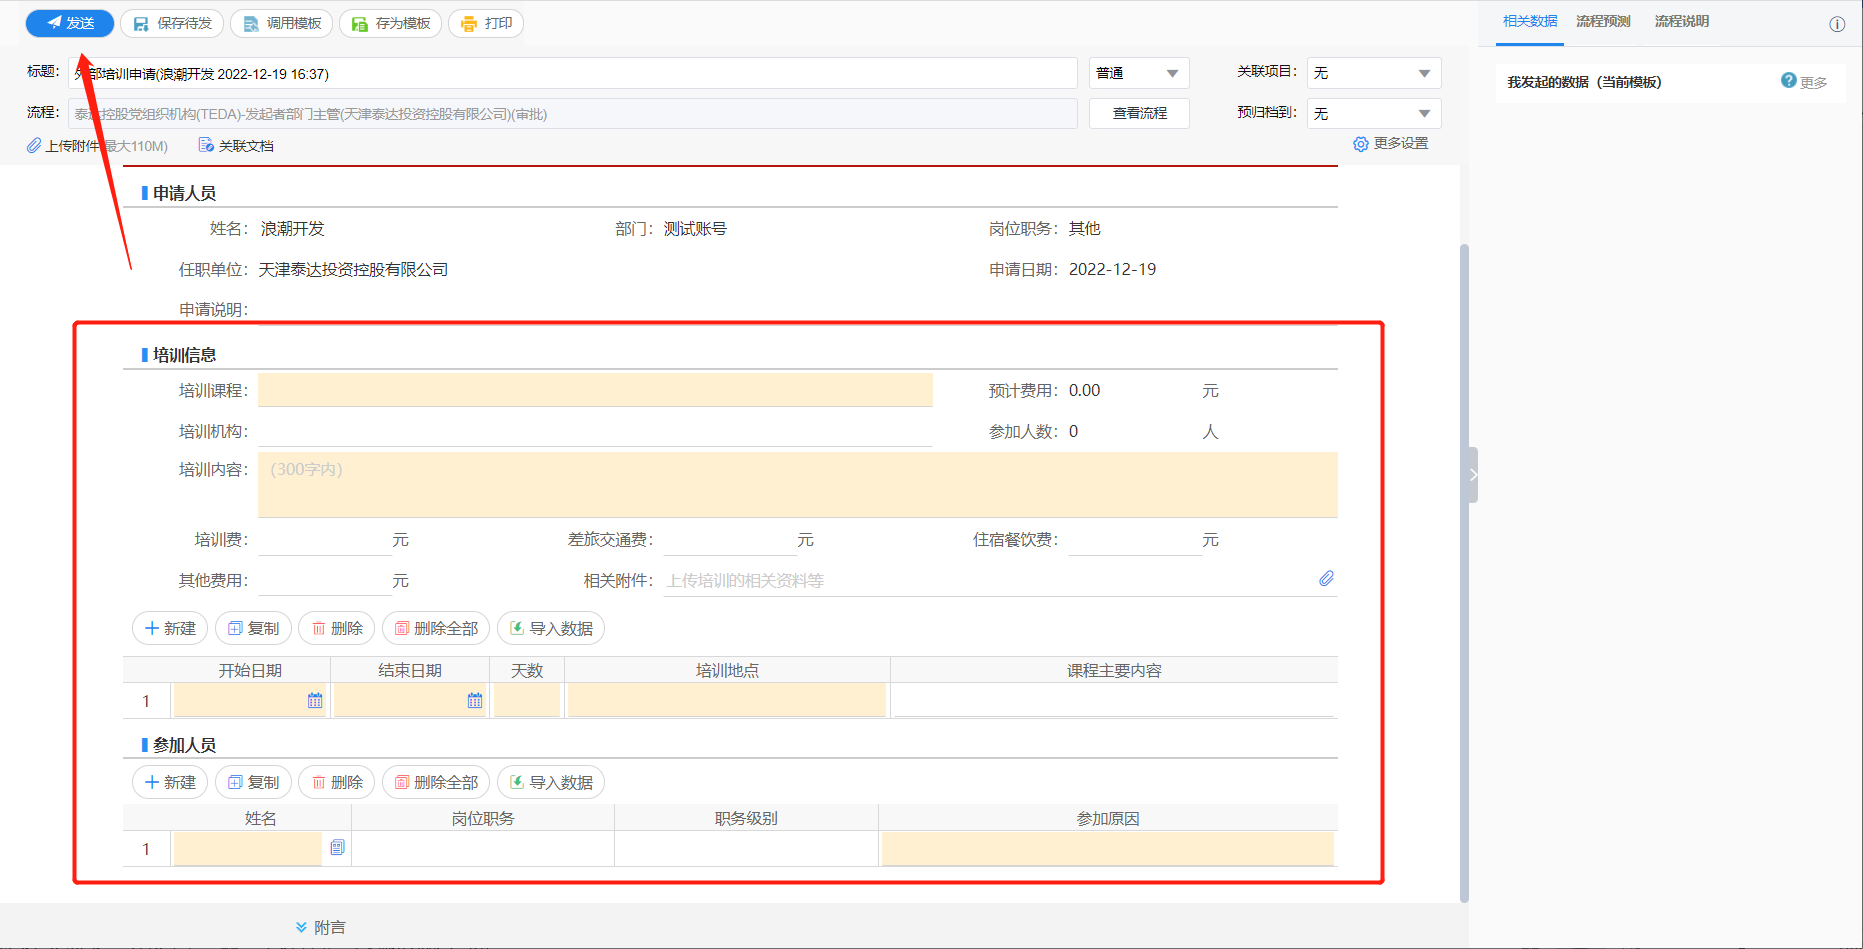 发送 保存待发 调用模板 存为模板 打印
相关数据 流程预测 流程说明
标题: 外部培训申请(浪潮开发 2022-12-19 16:37) 普通 关联项目: 无
我发起的数据（当前模板） 更多
流程: 泰达控股党组织机构(TEDA)-发起者部门主管(天津泰达投资控股有限公司)(审批) 查看流程 预归档到: 无
上传附件(最大110M) 关联文档 更多设置
申请人员
姓名: 浪潮开发 部门: 测试账号 岗位职务: 其他
任职单位: 天津泰达投资控股有限公司 申请日期: 2022-12-19
申请说明:
培训信息
培训课程: 预计费用: 0.00 元
培训机构: 参加人数: 0 人
培训内容: (300字内)
培训费: 元 差旅交通费: 元 住宿餐饮费: 元
其他费用: 元 相关附件: 上传培训的相关资料等
新建 复制 删除 删除全部 导入数据
开始日期 结束日期 天数 培训地点 课程主要内容
1
参加人员
新建 复制 删除 删除全部 导入数据
姓名 岗位职务 职务级别 参加原因
1
附言